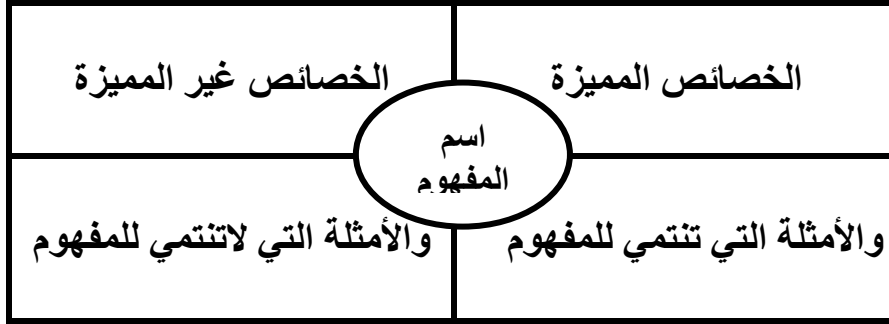 الخصائص المميزة
الخصائص غير المميزة
اسم
المفهوم
والأمثلة التي تنتمي للمفهوم
والأمثلة التي لاتنتمي للمفهوم